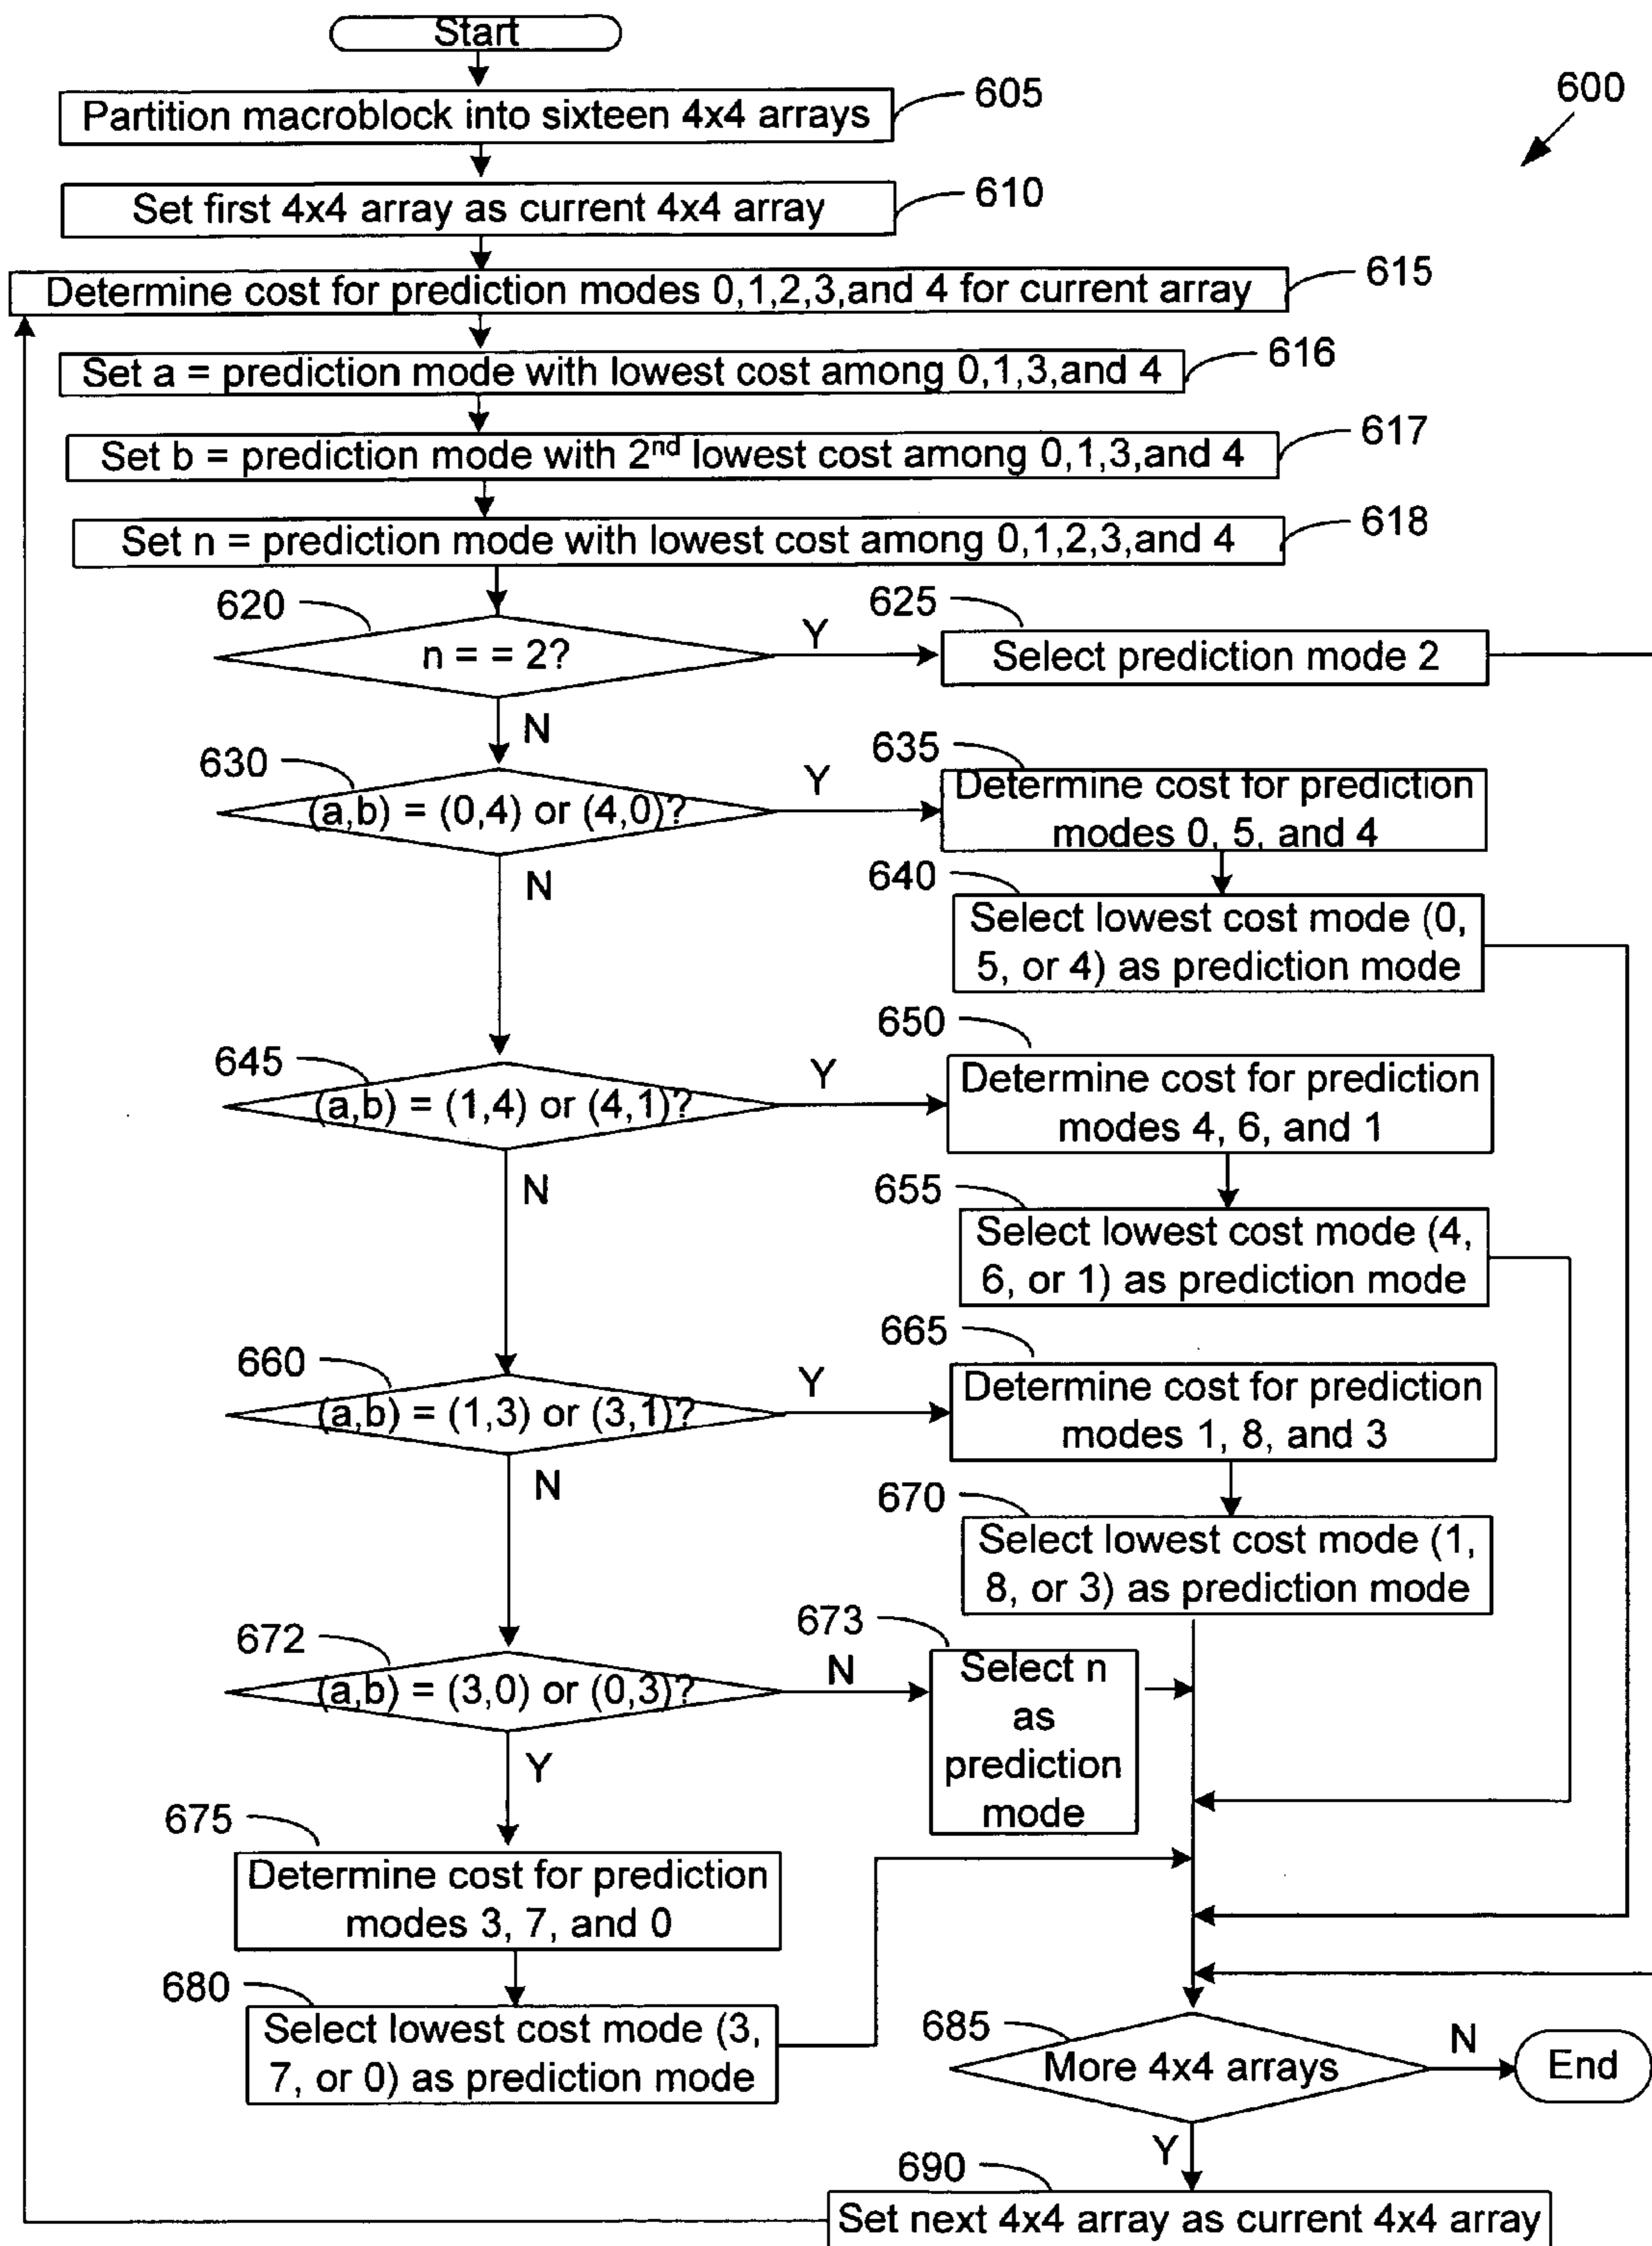 Start
Partition macroblock into sixteen 4x4 arrays
605
600
Set first 4x4 array as current 4x4 array
610
Determine cost for prediction modes 0,1,2,3,and 4 for current array
615
Set a = prediction mode with lowest cost among 0,1,3,and 4
616
Set b = prediction mode with 2nd lowest cost among 0,1,3,and 4
617
Set n = prediction mode with lowest cost among 0,1,2,3,and 4
618
620
n = = 2?
Y
625
Select prediction mode 2
N
630
(a,b) = (0,4) or (4,0)?
Y
635
Determine cost for prediction
modes 0, 5, and 4
N
640
Select lowest cost mode (0,
5, or 4) as prediction mode
645
(a,b) = (1,4) or (4,1)?
Y
650
Determine cost for prediction
modes 4, 6, and 1
N
655
Select lowest cost mode (4,
6, or 1) as prediction mode
660
(a,b) = (1,3) or (3,1)?
Y
665
Determine cost for prediction
modes 1, 8, and 3
N
670
Select lowest cost mode (1,
8, or 3) as prediction mode
672
(a,b) = (3,0) or (0,3)?
N
673
Select n
as
prediction
mode
Y
675
Determine cost for prediction
modes 3, 7, and 0
680
Select lowest cost mode (3,
7, or 0) as prediction mode
685
More 4x4 arrays
N
End
Y
690
Set next 4x4 array as current 4x4 array